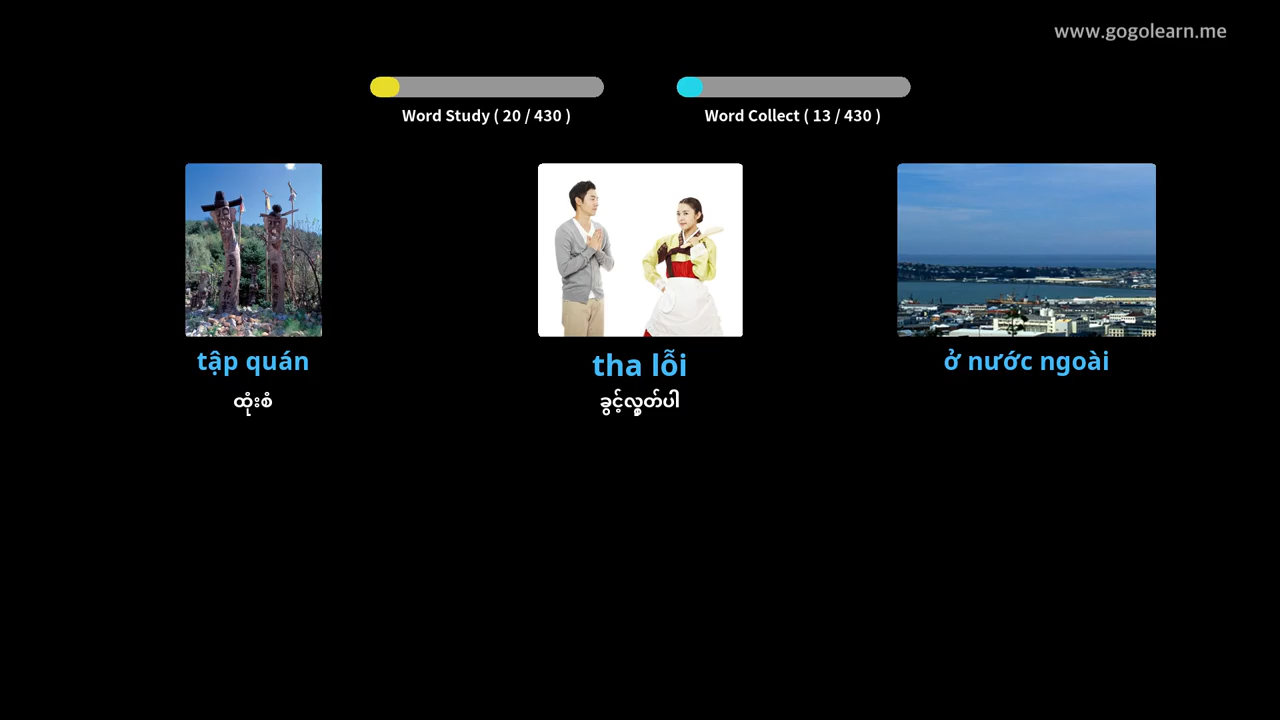 www.gogolearn.me
Word Study ( 20 / 430 )
Word Collect ( 13 / 430 )
tập quán
tha lỗi
ở nước ngoài
ထုံးစံ
ခွင့်လွှတ်ပါ